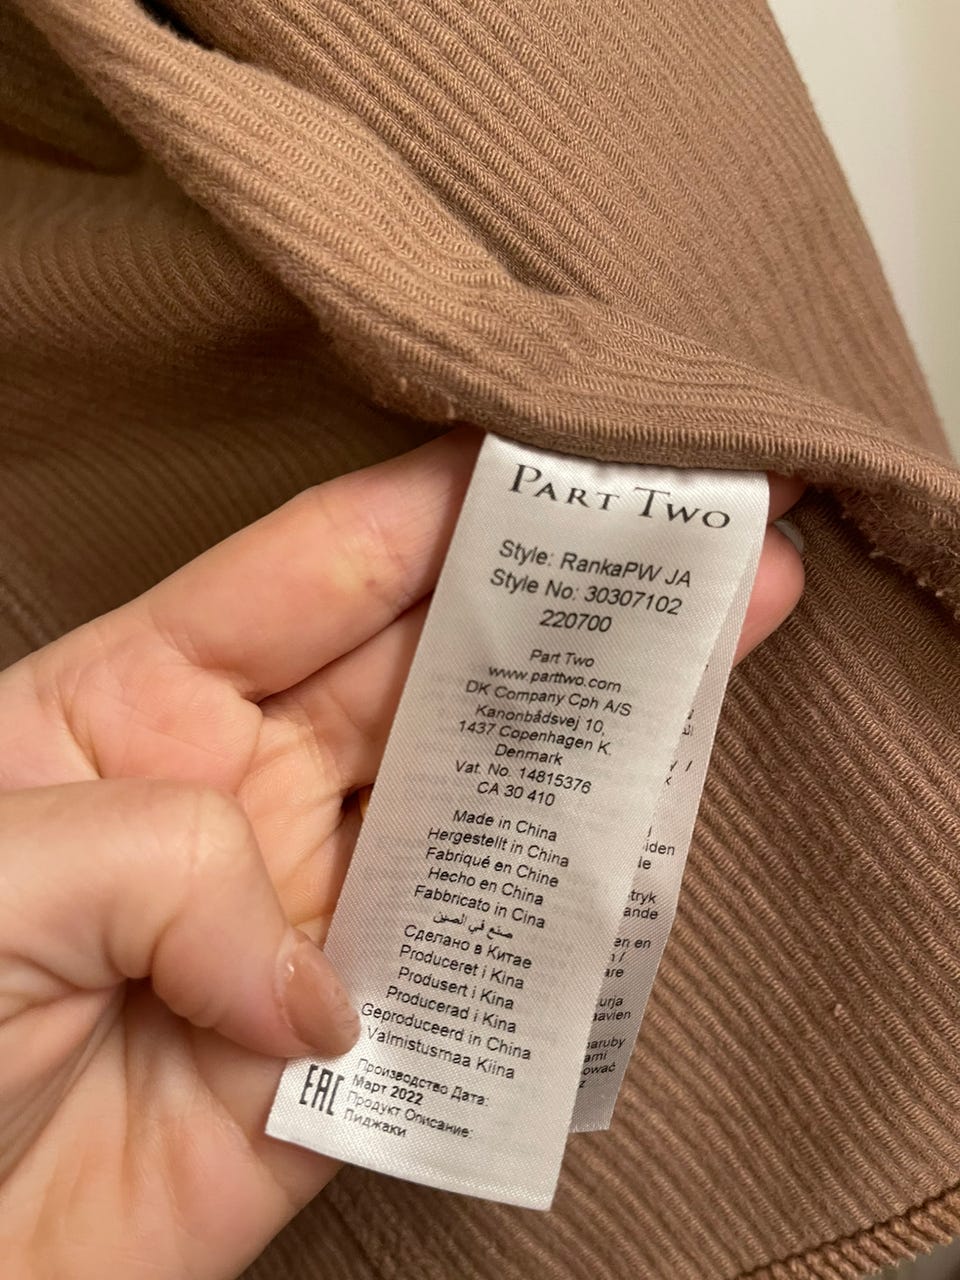 PART TWO
Style: RankaPW JA
Style No: 30307102
220700
Part Two
www.parttwo.com
DK Company Cph A/S
Kanonbådsvej 10,
1437 Copenhagen K.
Denmark
Vat. No. 14815376
CA 30 410
Made in China
Hergestellt in China
Fabriqué en Chine
Hecho en China
Fabbricato in Cina
صنع في الصين
Сделано в Китае
Produceret i Kina
Produsert i Kina
Producerad i Kina
Geproduceerd in China
Valmistusmaa Kiina
EAC
Производство Дата:
Март 2022
Продукт Описание:
Пиджаки